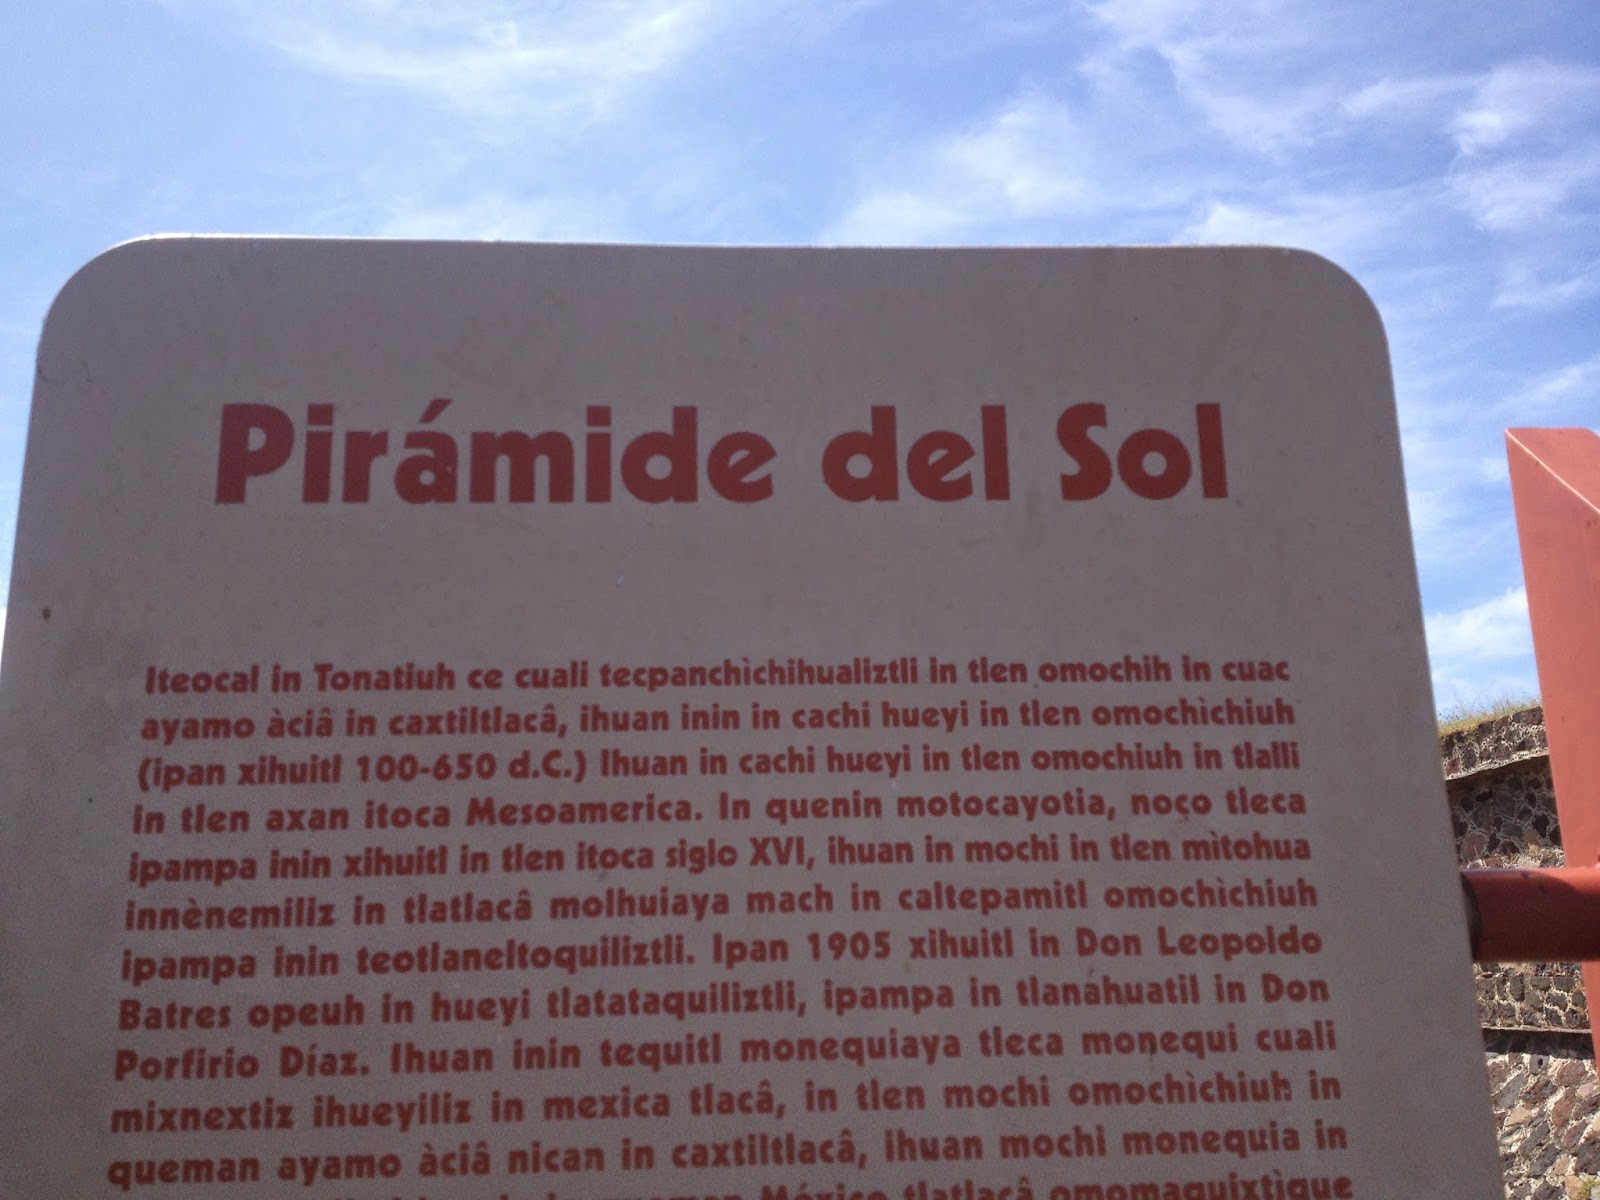 Pirámide del Sol
Iteocal in Tonatiuh ce cuali tecpanchìchihualiztli in tlen omochih in cuac
ayamo àciâ in caxtiltlacâ, ihuan inin in cachi hueyi in tlen omochìchiuh
(ipan xihuitl 100-650 d.C.) Ihuan in cachi hueyi in tlen omochiuh in tlalli
in tlen axan itoca Mesoamerica. In quenin motocayotia, noço tleca
ipampa inin xihuitl in tlen itoca siglo XVI, ihuan in mochi in tlen mìtohua
innènemiliz in tlatlacâ molhuiaya mach in caltepamitl omochìchiuh
ipampa inin teotlaneltoquiliztli. Ipan 1905 xihuitl in Don Leopoldo
Batres opeuh in hueyi tlatataquiliztli, ipampa in tlanáhuatil in Don
Porfirio Díaz. Ihuan inin tequitl monequiaya tleca monequi cuali
mixnextiz ihueyiliz in mexica tlacâ, in tlen mochi omochìchiuh in
queman ayamo àciâ nican in caxtiltlacâ, ihuan mochi monequia in
México tlatlacâ omomaquixtìque